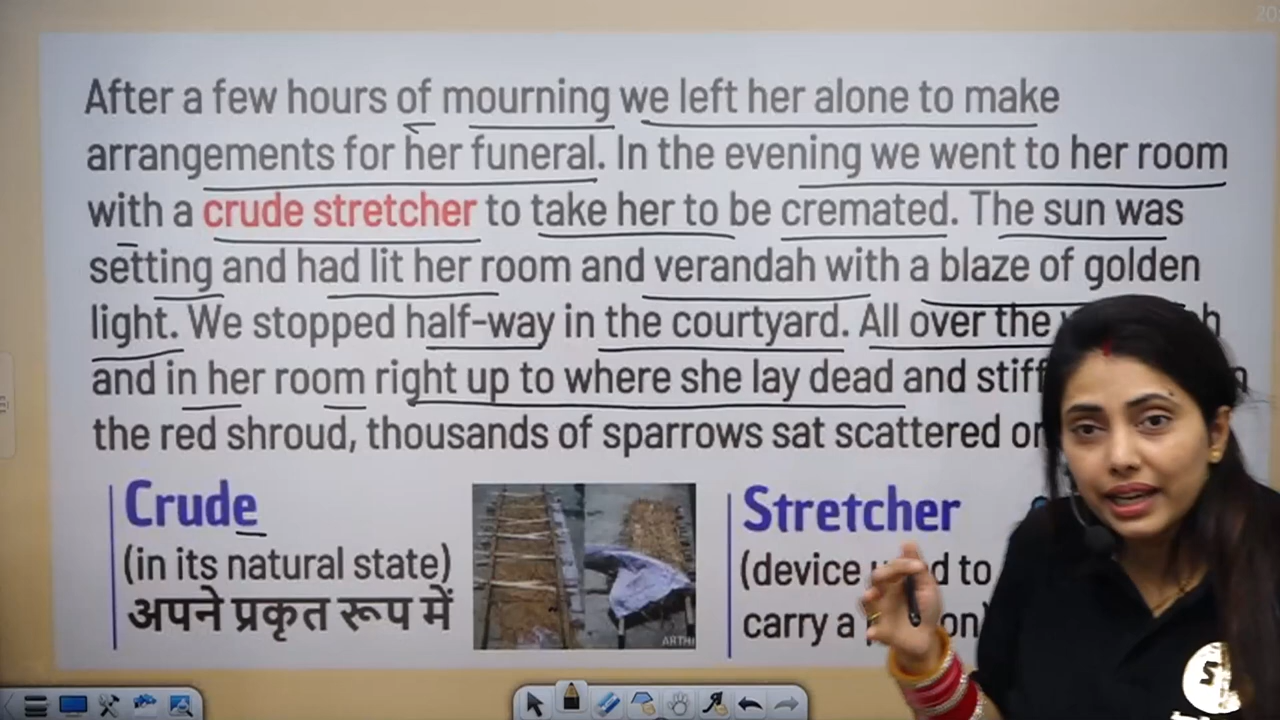 After a few hours of mourning we left her alone to make
arrangements for her funeral. In the evening we went to her room
with a crude stretcher to take her to be cremated. The sun was
setting and had lit her room and verandah with a blaze of golden
light. We stopped half-way in the courtyard. All over the
and in her room right up to where she lay dead and stiff
the red shroud, thousands of sparrows sat scattered on
Crude
(in its natural state)
अपने प्रकृत रूप में
Stretcher
(device to
carry a